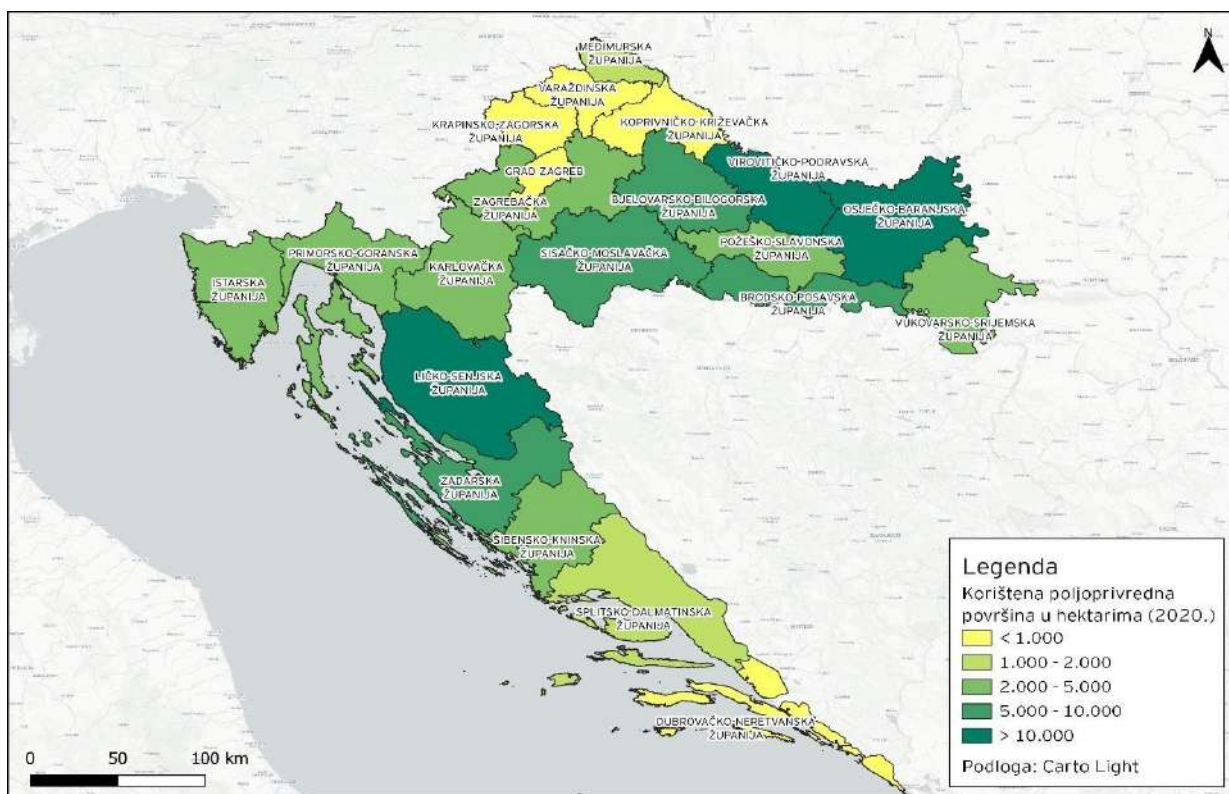 N
MEĐIMURSKA
ŽUPANIJA
VARAŽDINSKA
ŽUPANIJA
KRAPINSKO-ZAGORSKA
ŽUPANIJA
KOPRIVNIČKO-KRIŽEVAČKA
ŽUPANIJA
GRAD ZAGREB
VIROVITIČKO-PODRAVSKA
ŽUPANIJA
ZAGREBAČKA
ŽUPANIJA
BJELOVARSKO-BILOGORSKA
ŽUPANIJA
OSJEČKO-BARANJSKA
ŽUPANIJA
PRIMORSKO-GORANSKA
ŽUPANIJA
SISAČKO-MOSLAVAČKA
ŽUPANIJA
POŽEŠKO-SLAVONSKA
ŽUPANIJA
KARLOVAČKA
ŽUPANIJA
ISTARSKA
ŽUPANIJA
BRODSKO-POSAVSKA
ŽUPANIJA
VUKOVARSKO-SRIJEMSKA
ŽUPANIJA
LIČKO-SENJSKA
ŽUPANIJA
ZADARSKA
ŽUPANIJA
ŠIBENSKO-KNINSKA
ŽUPANIJA
SPLITSKO-DALMATINSKA
ŽUPANIJA
DUBROVAČKO-NERETVANSKA
ŽUPANIJA
Legenda
Korištena poljoprivredna
površina u hektarima (2020.)
< 1.000
1.000 - 2.000
2.000 - 5.000
5.000 - 10.000
> 10.000
Podloga: Carto Light
0 50 100 km